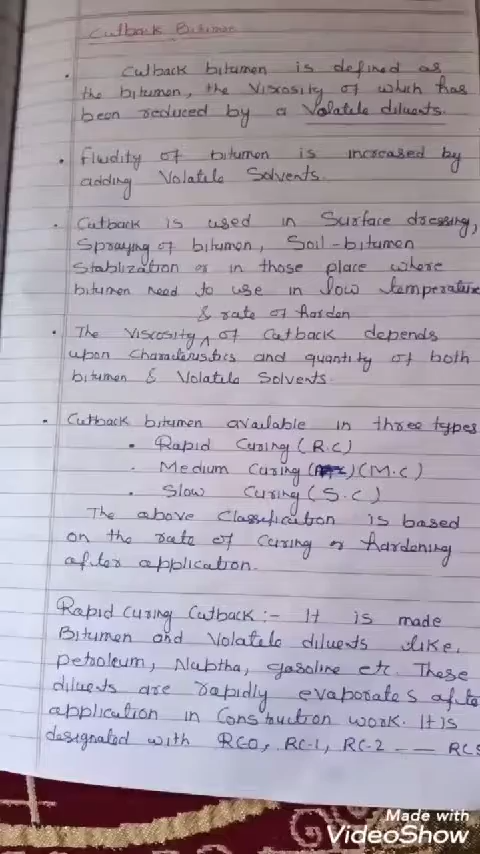 Cutback Bitumen
• Cutback bitumen is defined as
the bitumen, the viscosity of which has
been reduced by a Volatile diluents.
• Fluidity of bitumen is increased by
adding Volatile Solvents.
• Cutback is used in Surface dressing,
Spraying of bitumen, Soil-bitumen
Stablization or in those place where
bitumen need to use in low temperature
& rate of harden
• The Viscosity ^ of Cutback depends
upon characteristics and quantity of both
bitumen & Volatile Solvents.
• Cutback bitumen available in three types
• Rapid Curing (R.C)
• Medium Curing (M.C)
• Slow Curing (S.C)
The above Classification is based
on the rate of Curing or hardening
after application.
Rapid Curing Cutback:- It is made
Bitumen and Volatile diluents like,
petroleum, Nabtha, gasoline etc. These
diluents are rapidly evaporates afte
application in Construction work. It is
designated with RC0, RC-1, RC-2 —— RC5
Made with
VideoShow